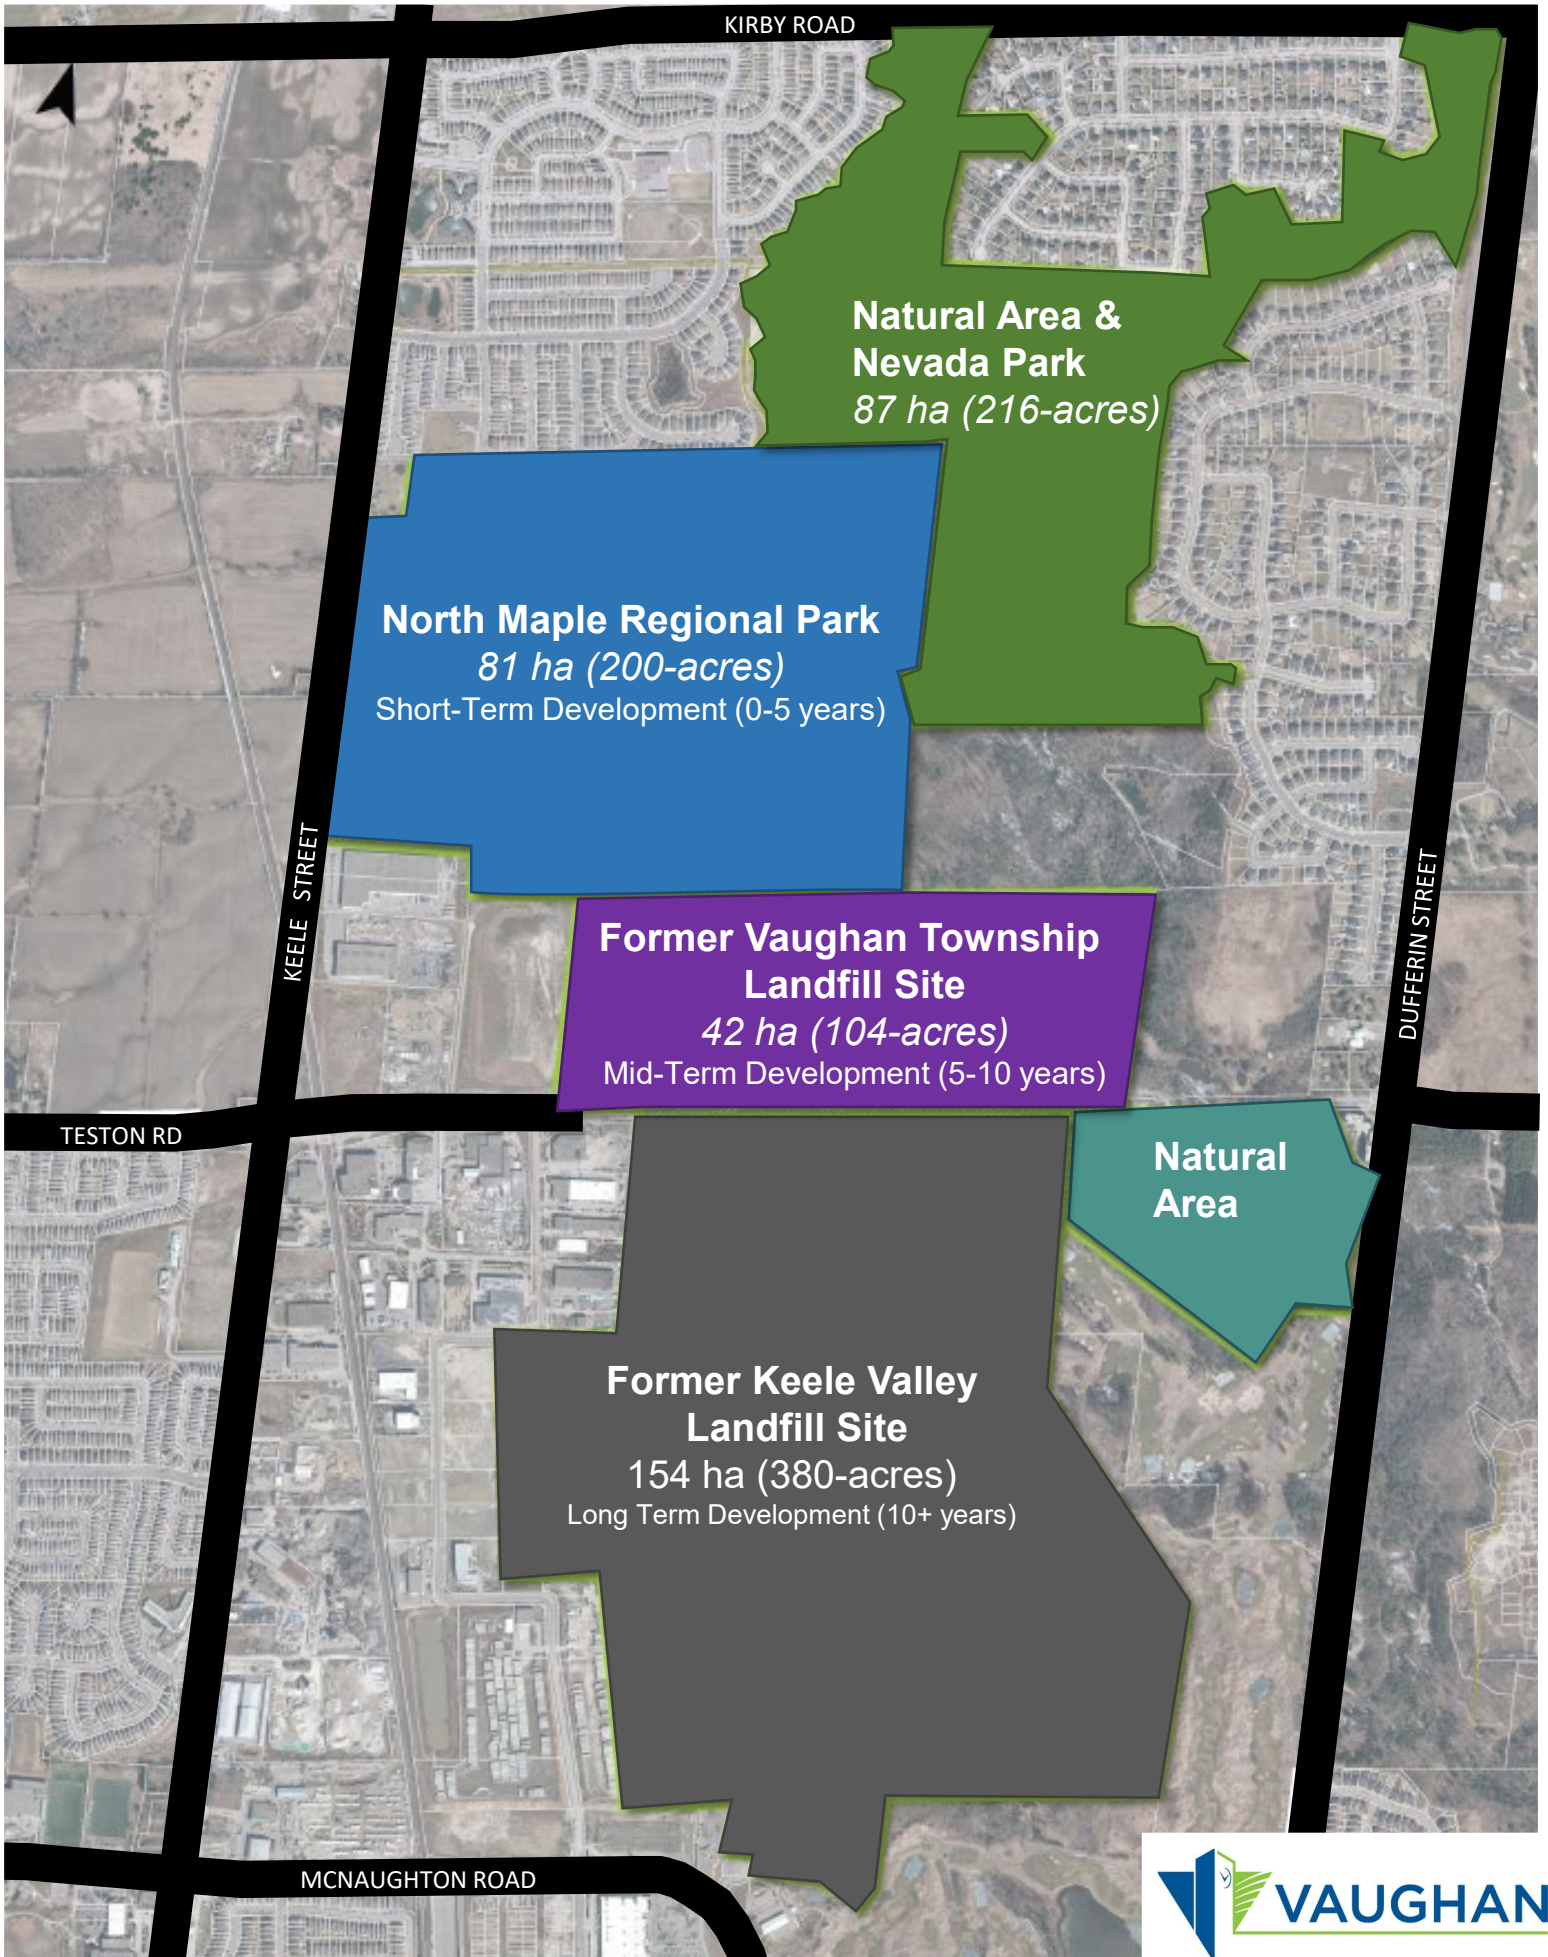 KIRBY ROAD
Natural Area &
Nevada Park
87 ha (216-acres)
North Maple Regional Park
81 ha (200-acres)
Short-Term Development (0-5 years)
KEELE STREET
DUFFERIN STREET
Former Vaughan Township
Landfill Site
42 ha (104-acres)
Mid-Term Development (5-10 years)
TESTON RD
Natural
Area
Former Keele Valley
Landfill Site
154 ha (380-acres)
Long Term Development (10+ years)
MCNAUGHTON ROAD
VAUGHAN